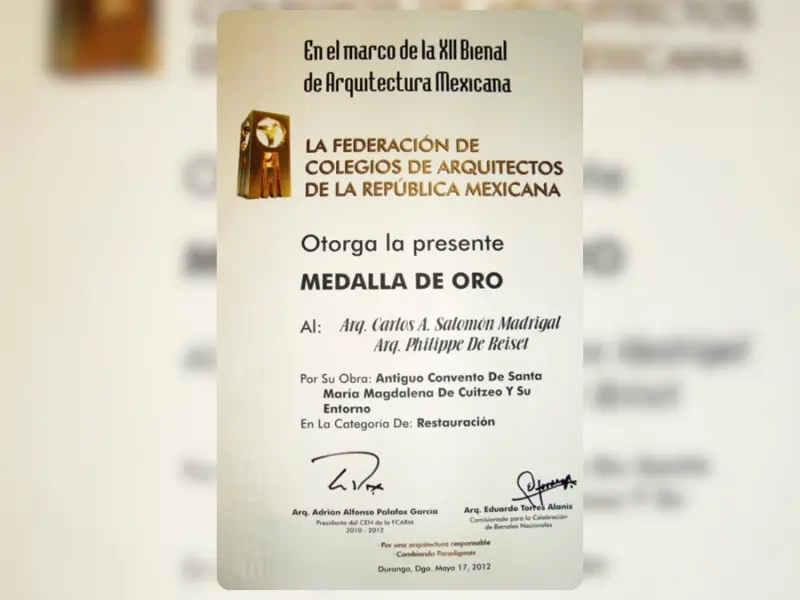 En el marco de la XII Bienal
de Arquitectura Mexicana
LA FEDERACIÓN DE
COLEGIOS DE ARQUITECTOS
DE LA REPÚBLICA MEXICANA
Otorga la presente
MEDALLA DE ORO
Al: Arq. Carlos A. Salomón Madrigal
Arq. Philippe De Reiset
Por Su Obra: Antiguo Convento De Santa
María Magdalena De Cuitzeo Y Su
Entorno
En La Categoria De: Restauración
Arq. Adrián Alfonso Palafox García
Presidente del CEN de la FCARM
2010 - 2012
Arq. Eduardo Torres Alanis
Comisionado para la Celebración
de Bienales Nacionales
· Por una arquitectura responsable
· Cambiando Paradigmas
Durango, Dgo. Mayo 17, 2012